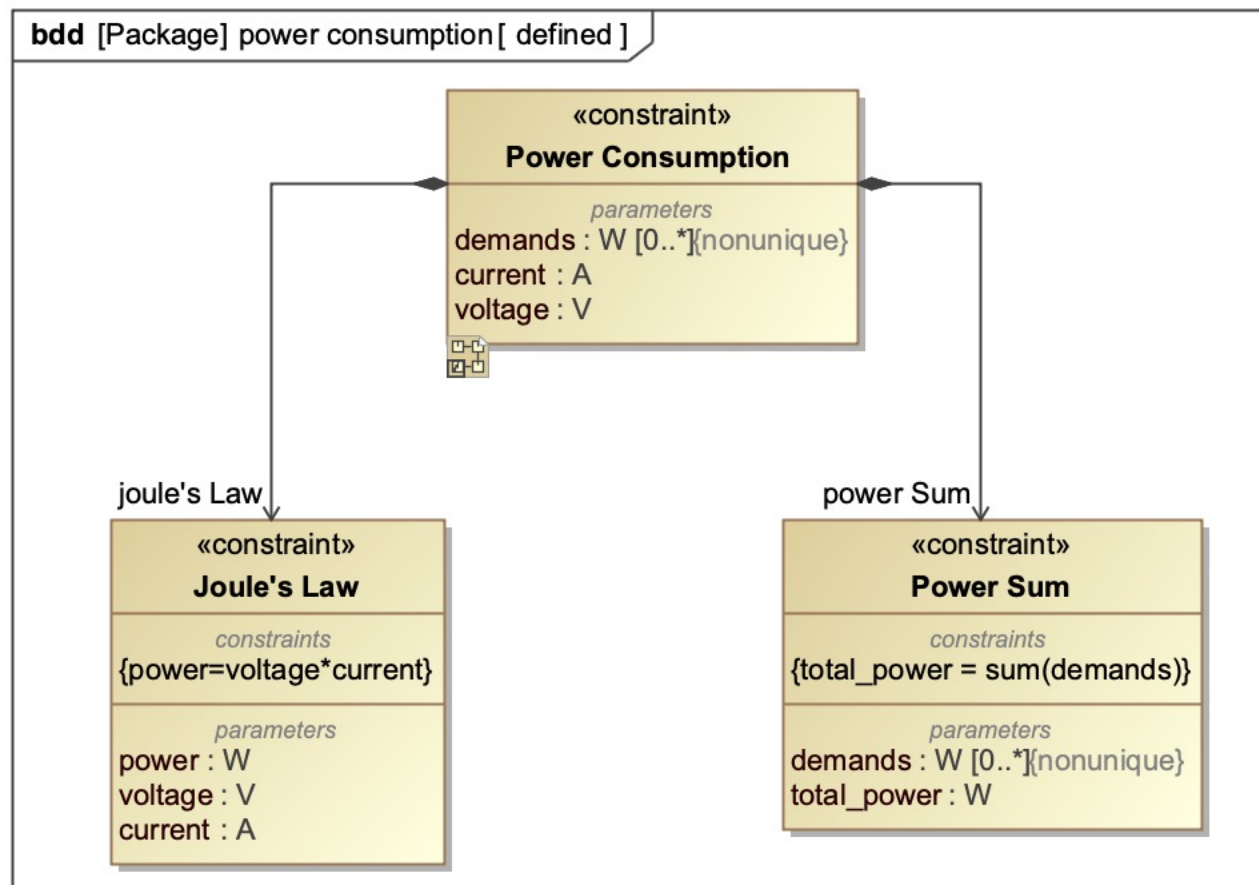 bdd [Package] power consumption[ defined ]
«constraint»
Power Consumption
parameters
demands : W [0..*]{nonunique}
current : A
voltage : V
joule's Law
power Sum
«constraint»
Joule's Law
constraints
{power=voltage*current}
parameters
power : W
voltage : V
current : A
«constraint»
Power Sum
constraints
{total_power = sum(demands)}
parameters
demands : W [0..*]{nonunique}
total_power : W